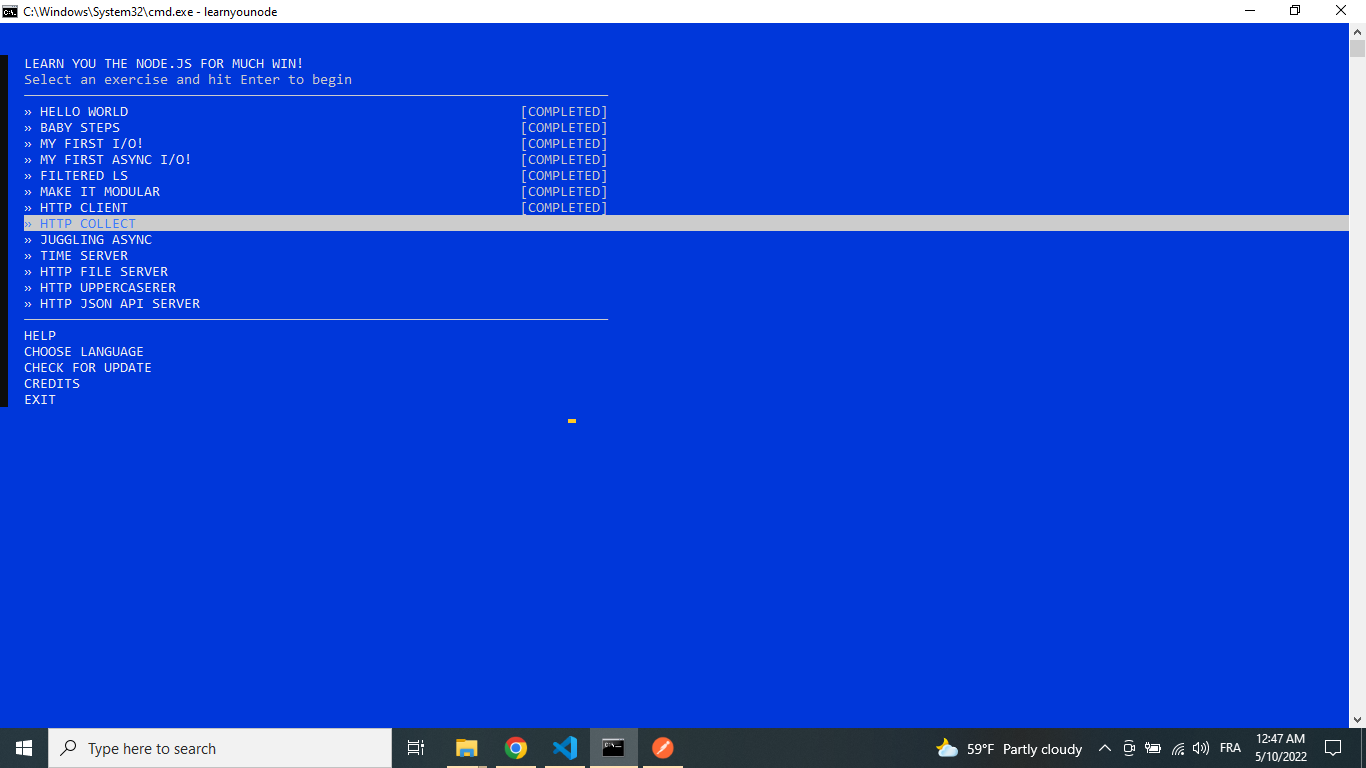 C:\Windows\System32\cmd.exe - learnyounode
LEARN YOU THE NODE.JS FOR MUCH WIN!
Select an exercise and hit Enter to begin
» HELLO WORLD [COMPLETED]
» BABY STEPS [COMPLETED]
» MY FIRST I/O! [COMPLETED]
» MY FIRST ASYNC I/O! [COMPLETED]
» FILTERED LS [COMPLETED]
» MAKE IT MODULAR [COMPLETED]
» HTTP CLIENT [COMPLETED]
» HTTP COLLECT
» JUGGLING ASYNC
» TIME SERVER
» HTTP FILE SERVER
» HTTP UPPERCASERER
» HTTP JSON API SERVER
HELP
CHOOSE LANGUAGE
CHECK FOR UPDATE
CREDITS
EXIT
Type here to search
59°F Partly cloudy
FRA
12:47 AM
5/10/2022